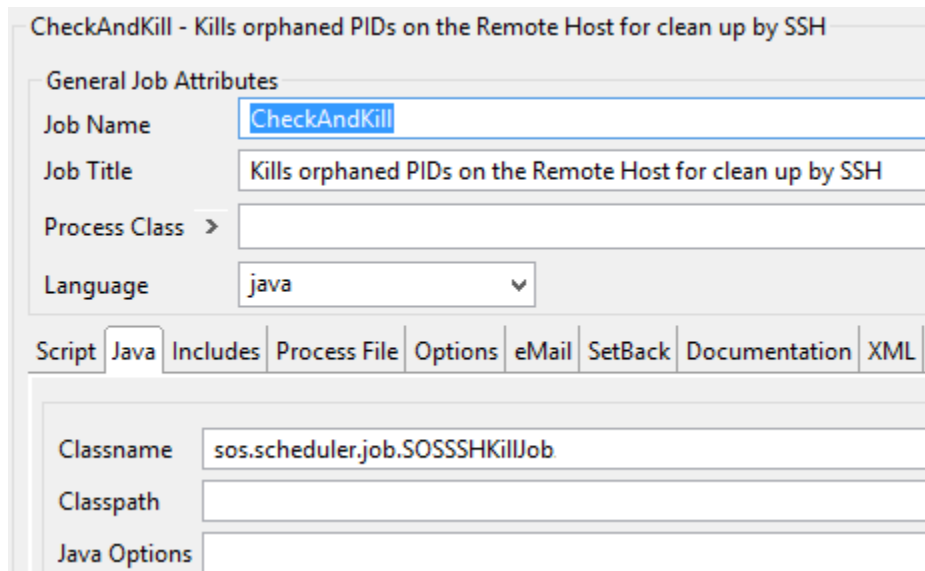 CheckAndKill - Kills orphaned PIDs on the Remote Host for clean up by SSH
General Job Attributes
Job Name CheckAndKill
Job Title Kills orphaned PIDs on the Remote Host for clean up by SSH
Process Class >
Language java
Script Java Includes Process File Options eMail SetBack Documentation XML
Classname sos.scheduler.job.SOSSSHKillJob
Classpath
Java Options